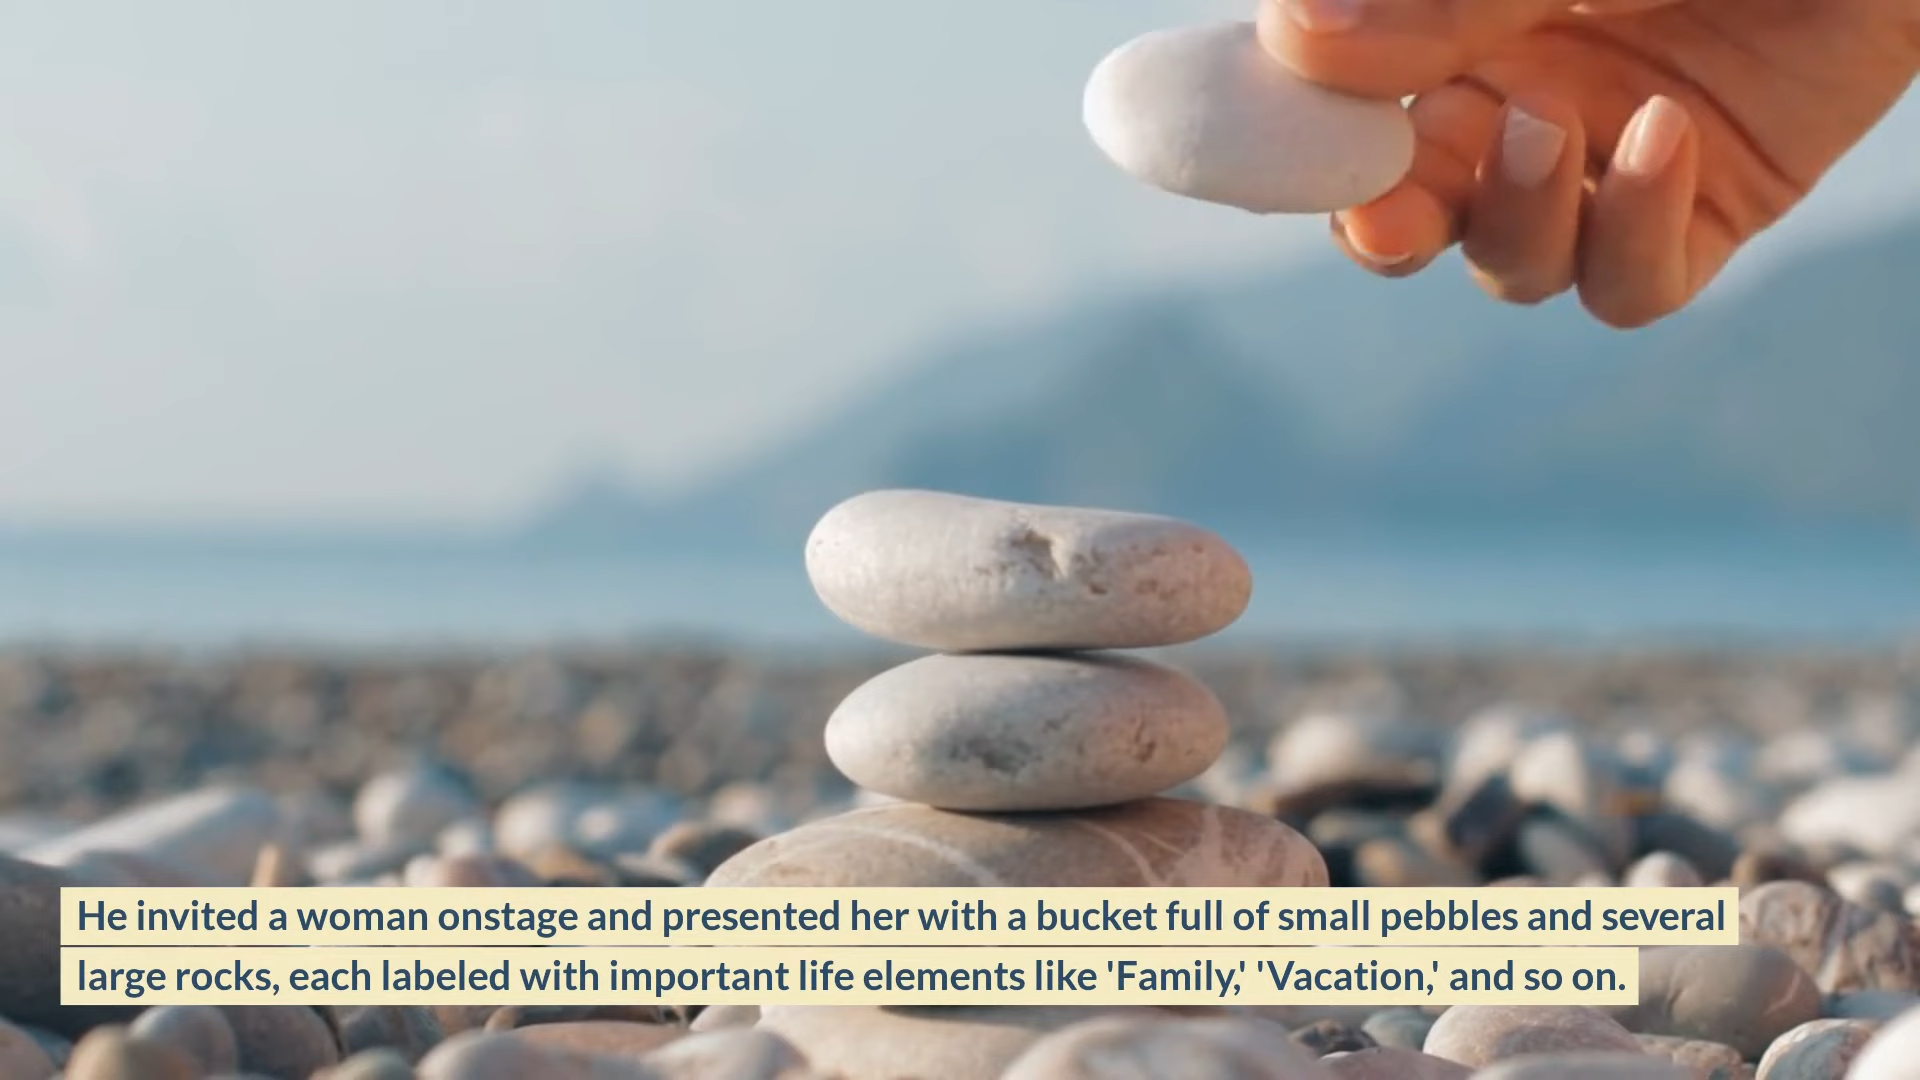 He invited a woman onstage and presented her with a bucket full of small pebbles and several
large rocks, each labeled with important life elements like 'Family,' 'Vacation,' and so on.